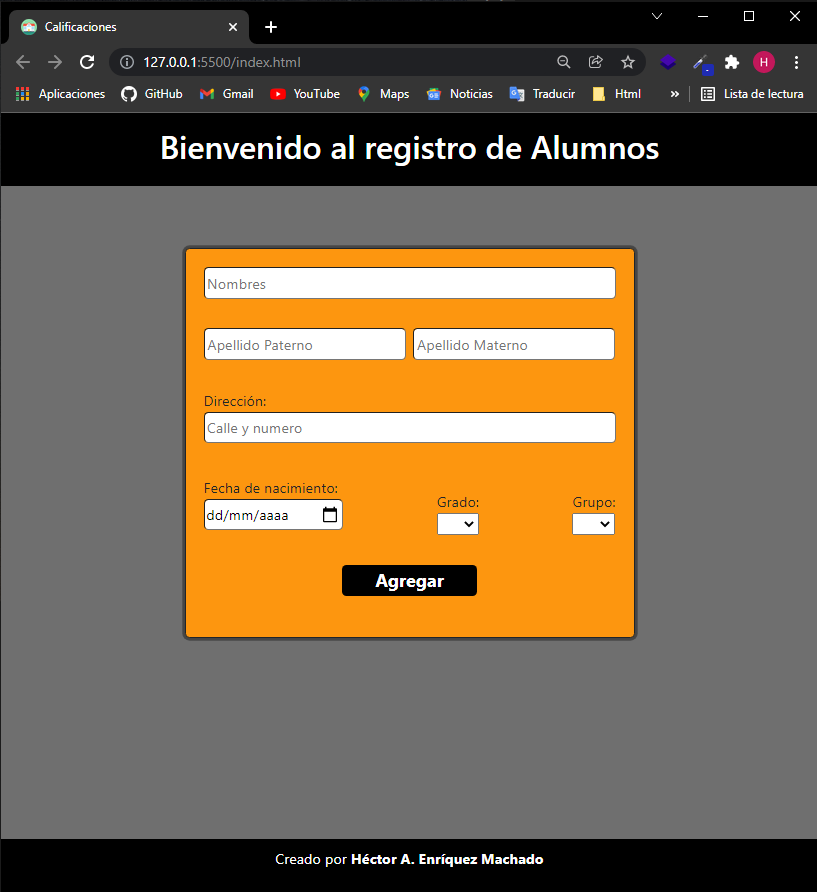 Calificaciones
127.0.0.1:5500/index.html
H
Aplicaciones GitHub Gmail YouTube Maps Noticias Traducir Html » Lista de lectura
Bienvenido al registro de Alumnos
Nombres
Apellido Paterno Apellido Materno
Dirección:
Calle y numero
Fecha de nacimiento: Grado: Grupo:
dd/mm/aaaa
Agregar
Creado por Héctor A. Enríquez Machado